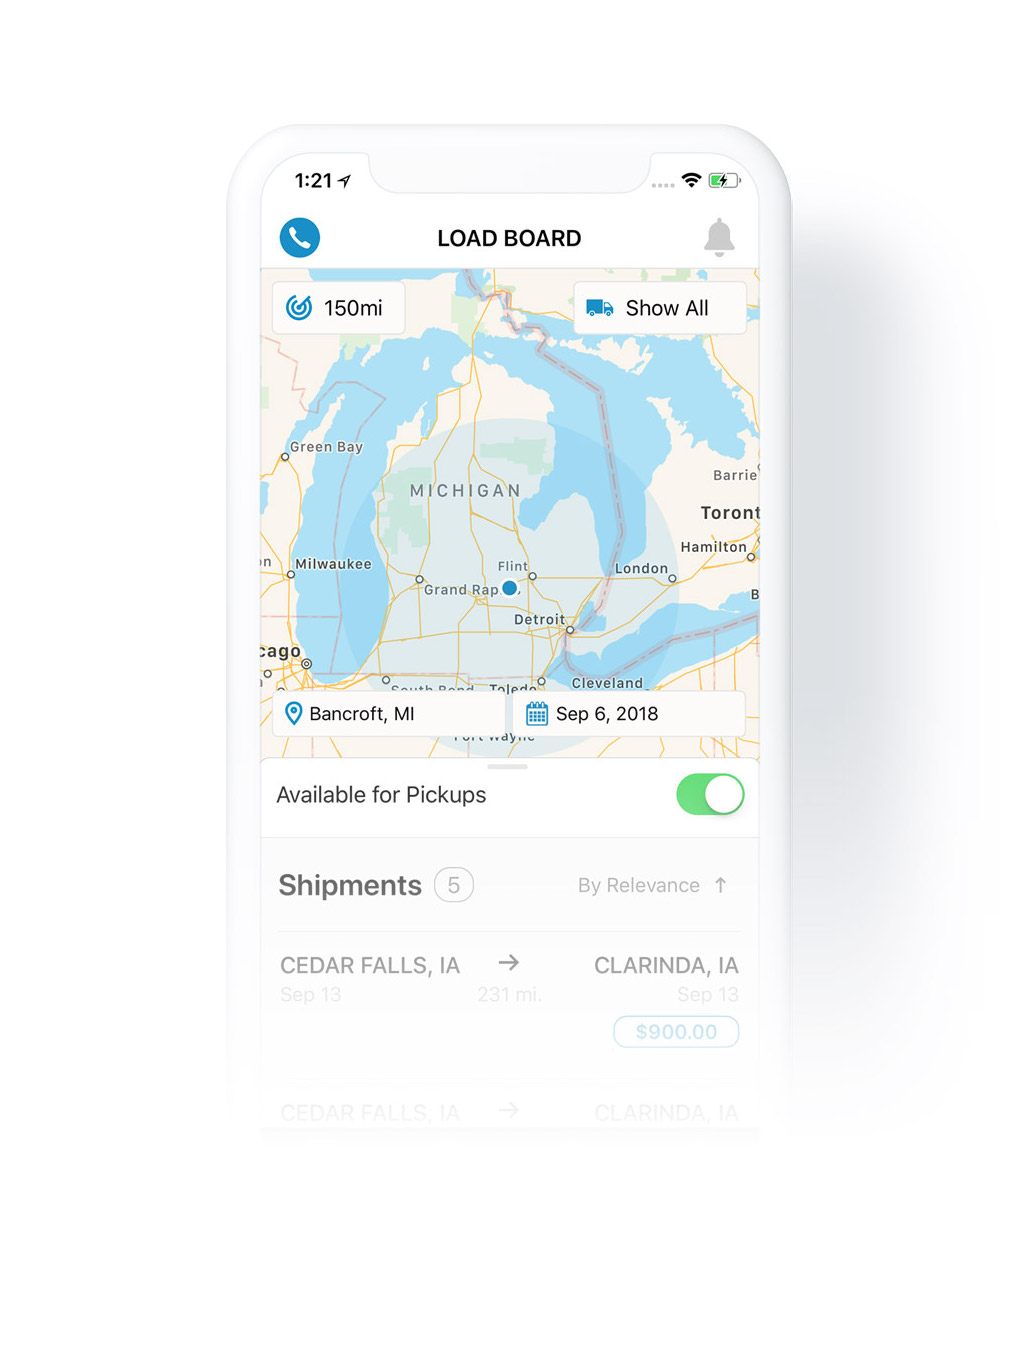 1:21
LOAD BOARD
150mi
Show All
Green Bay
MICHIGAN
Barrie
Toront
Hamilton
Milwaukee
Flint
London
Grand Rap
Detroit
cago
South Bend
Toledo
Cleveland
Bancroft, MI
Sep 6, 2018
Fort Wayne
Available for Pickups
Shipments 5
By Relevance ↑
CEDAR FALLS, IA → CLARINDA, IA
Sep 13 231 mi. Sep 13
$900.00
CEDAR FALLS, IA → CLARINDA, IA